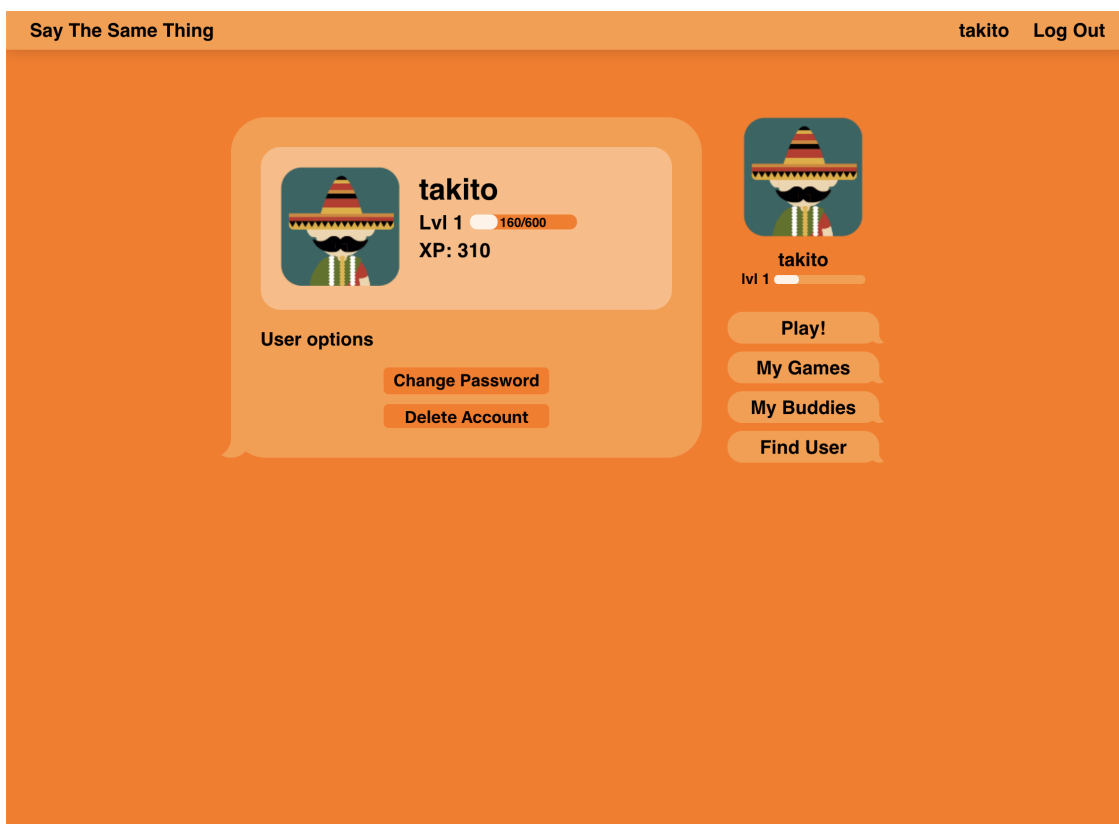 Say The Same Thing
takito Log Out
takito
Lvl 1 160/600
XP: 310
User options
Change Password
Delete Account
takito
lvl 1
Play!
My Games
My Buddies
Find User